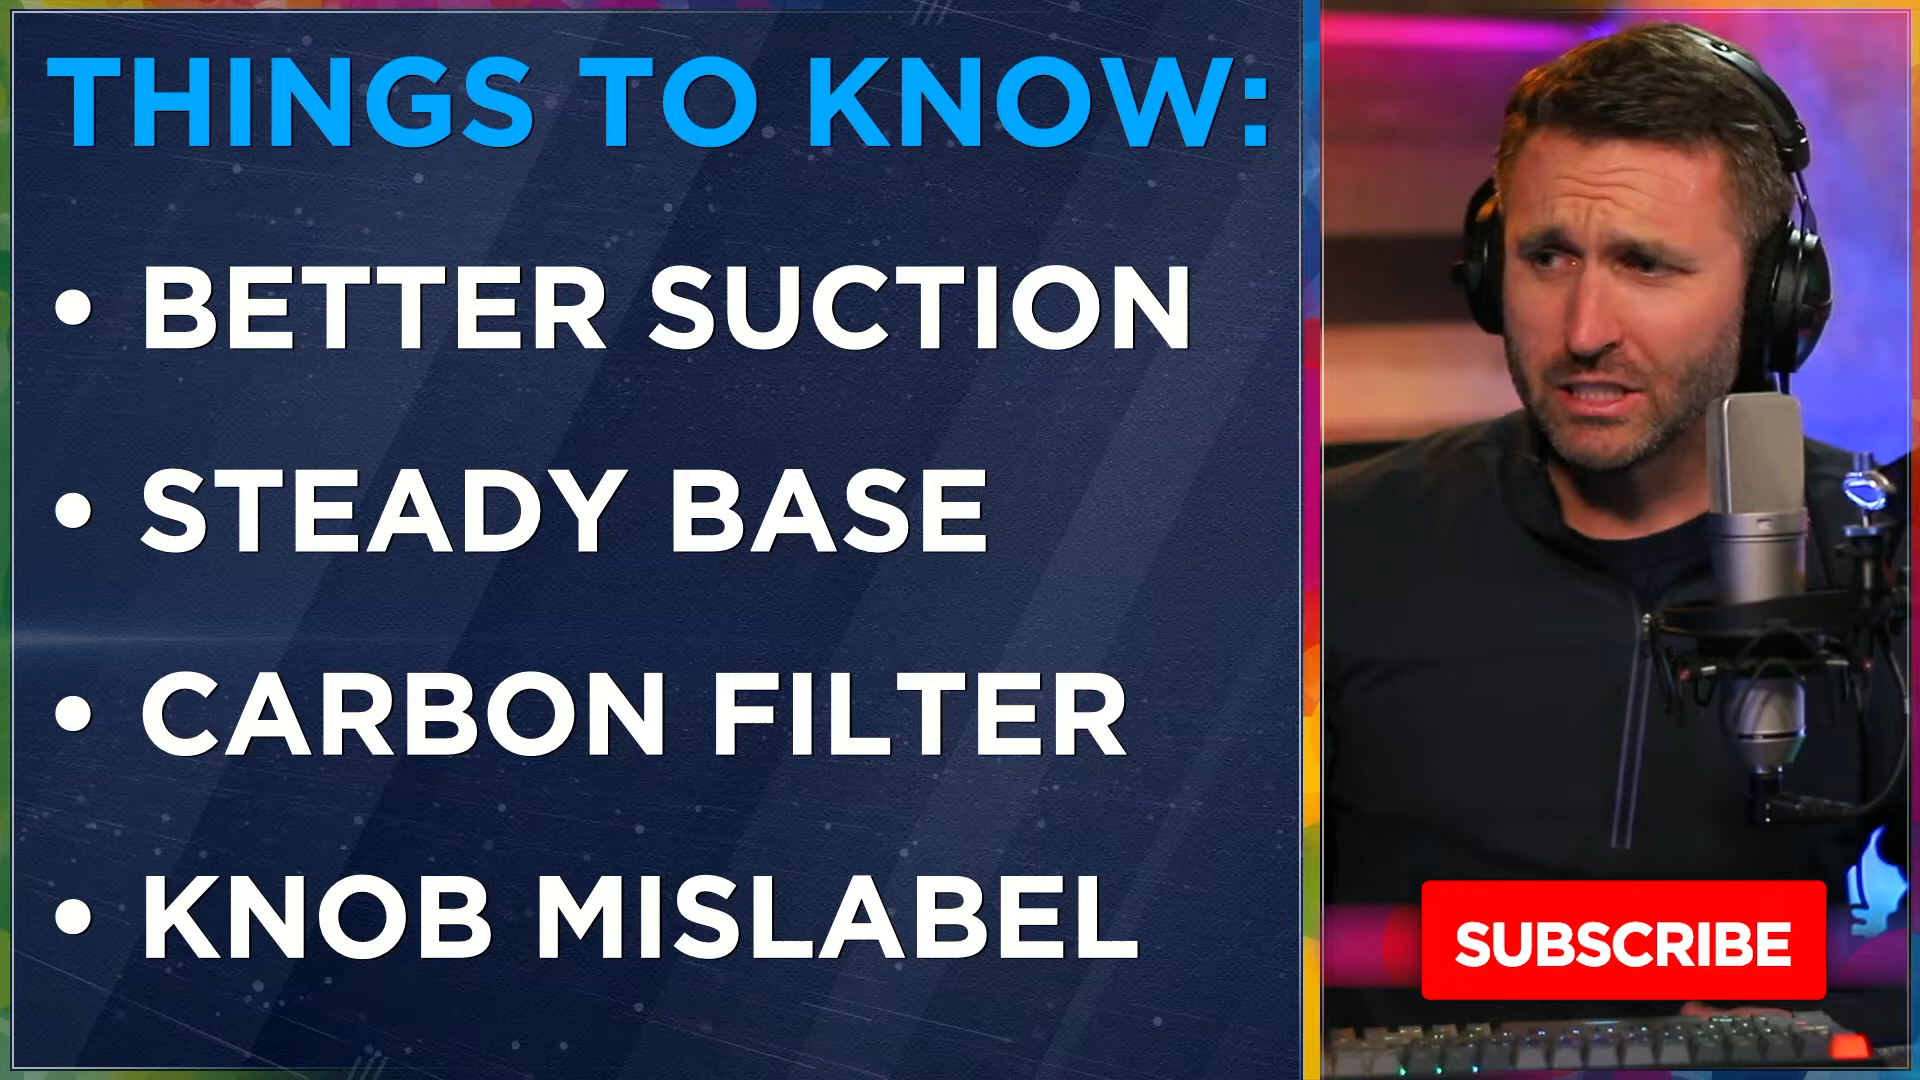 THINGS TO KNOW:
• BETTER SUCTION
• STEADY BASE
• CARBON FILTER
• KNOB MISLABEL
SUBSCRIBE